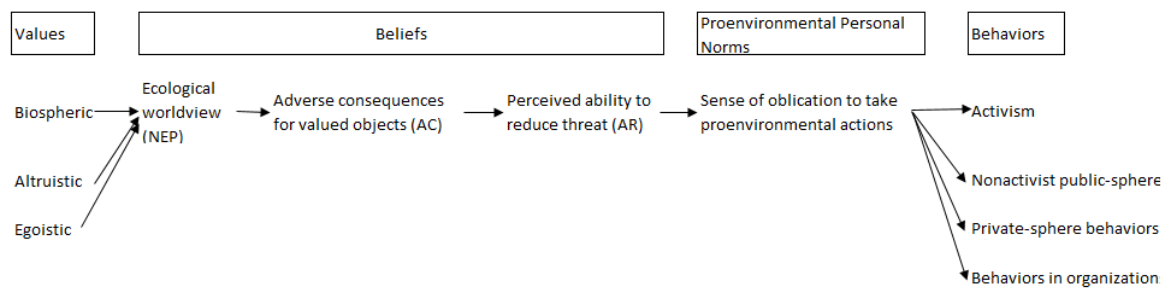 Values
Beliefs
Proenvironmental Personal
Norms
Behaviors
Biospheric
Altruistic
Egoistic
Ecological
worldview
(NEP)
Adverse consequences
for valued objects (AC)
Perceived ability to
reduce threat (AR)
Sense of oblication to take
proenvironmental actions
Activism
Nonactivist public-sphere
Private-sphere behaviors
Behaviors in organization